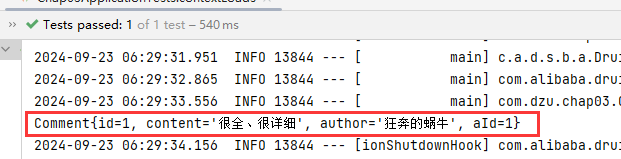 Tests passed: 1 of 1 test – 540 ms
2024-09-23 06:29:31.951  INFO 13844 --- [           main] c.a.d.s.b.a.Drui
2024-09-23 06:29:32.865  INFO 13844 --- [           main] com.alibaba.drui
2024-09-23 06:29:33.556  INFO 13844 --- [           main] com.dzu.chap03.C
Comment{id=1, content='很全、很详细', author='狂奔的蜗牛', aId=1}
2024-09-23 06:29:34.156  INFO 13844 --- [ionShutdownHook] com.alibaba.drui